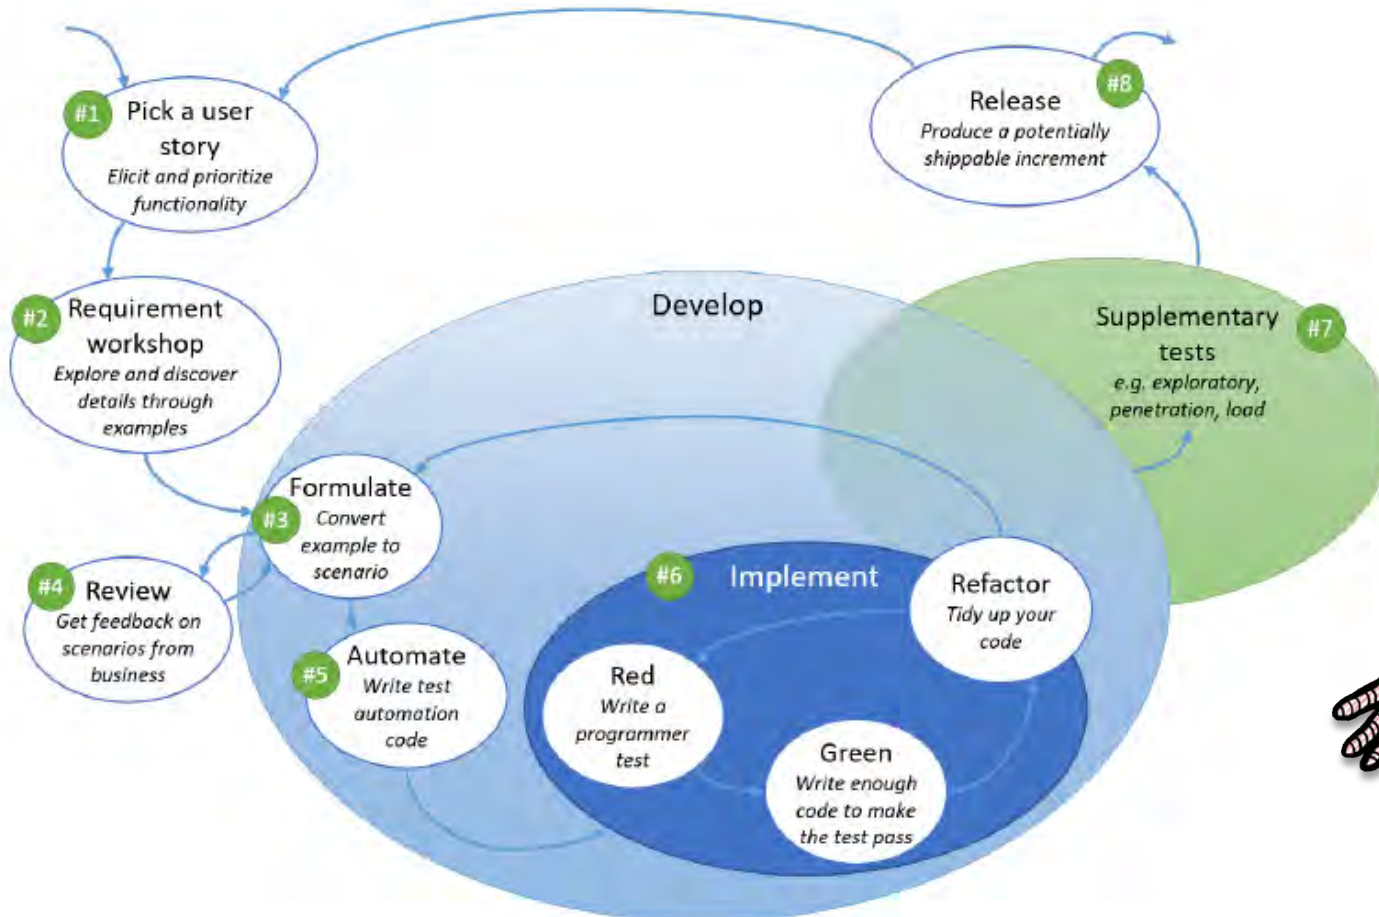 #1
Pick a user
story
Elicit and prioritize
functionality
#8
Release
Produce a potentially
shippable increment
#2
Requirement
workshop
Explore and discover
details through
examples
Develop
Supplementary
tests
e.g. exploratory,
penetration, load
#7
#3
Formulate
Convert
example to
scenario
#4
Review
Get feedback on
scenarios from
business
#5
Automate
Write test
automation
code
#6
Implement
Red
Write a
programmer
test
Green
Write enough
code to make
the test pass
Refactor
Tidy up your
code